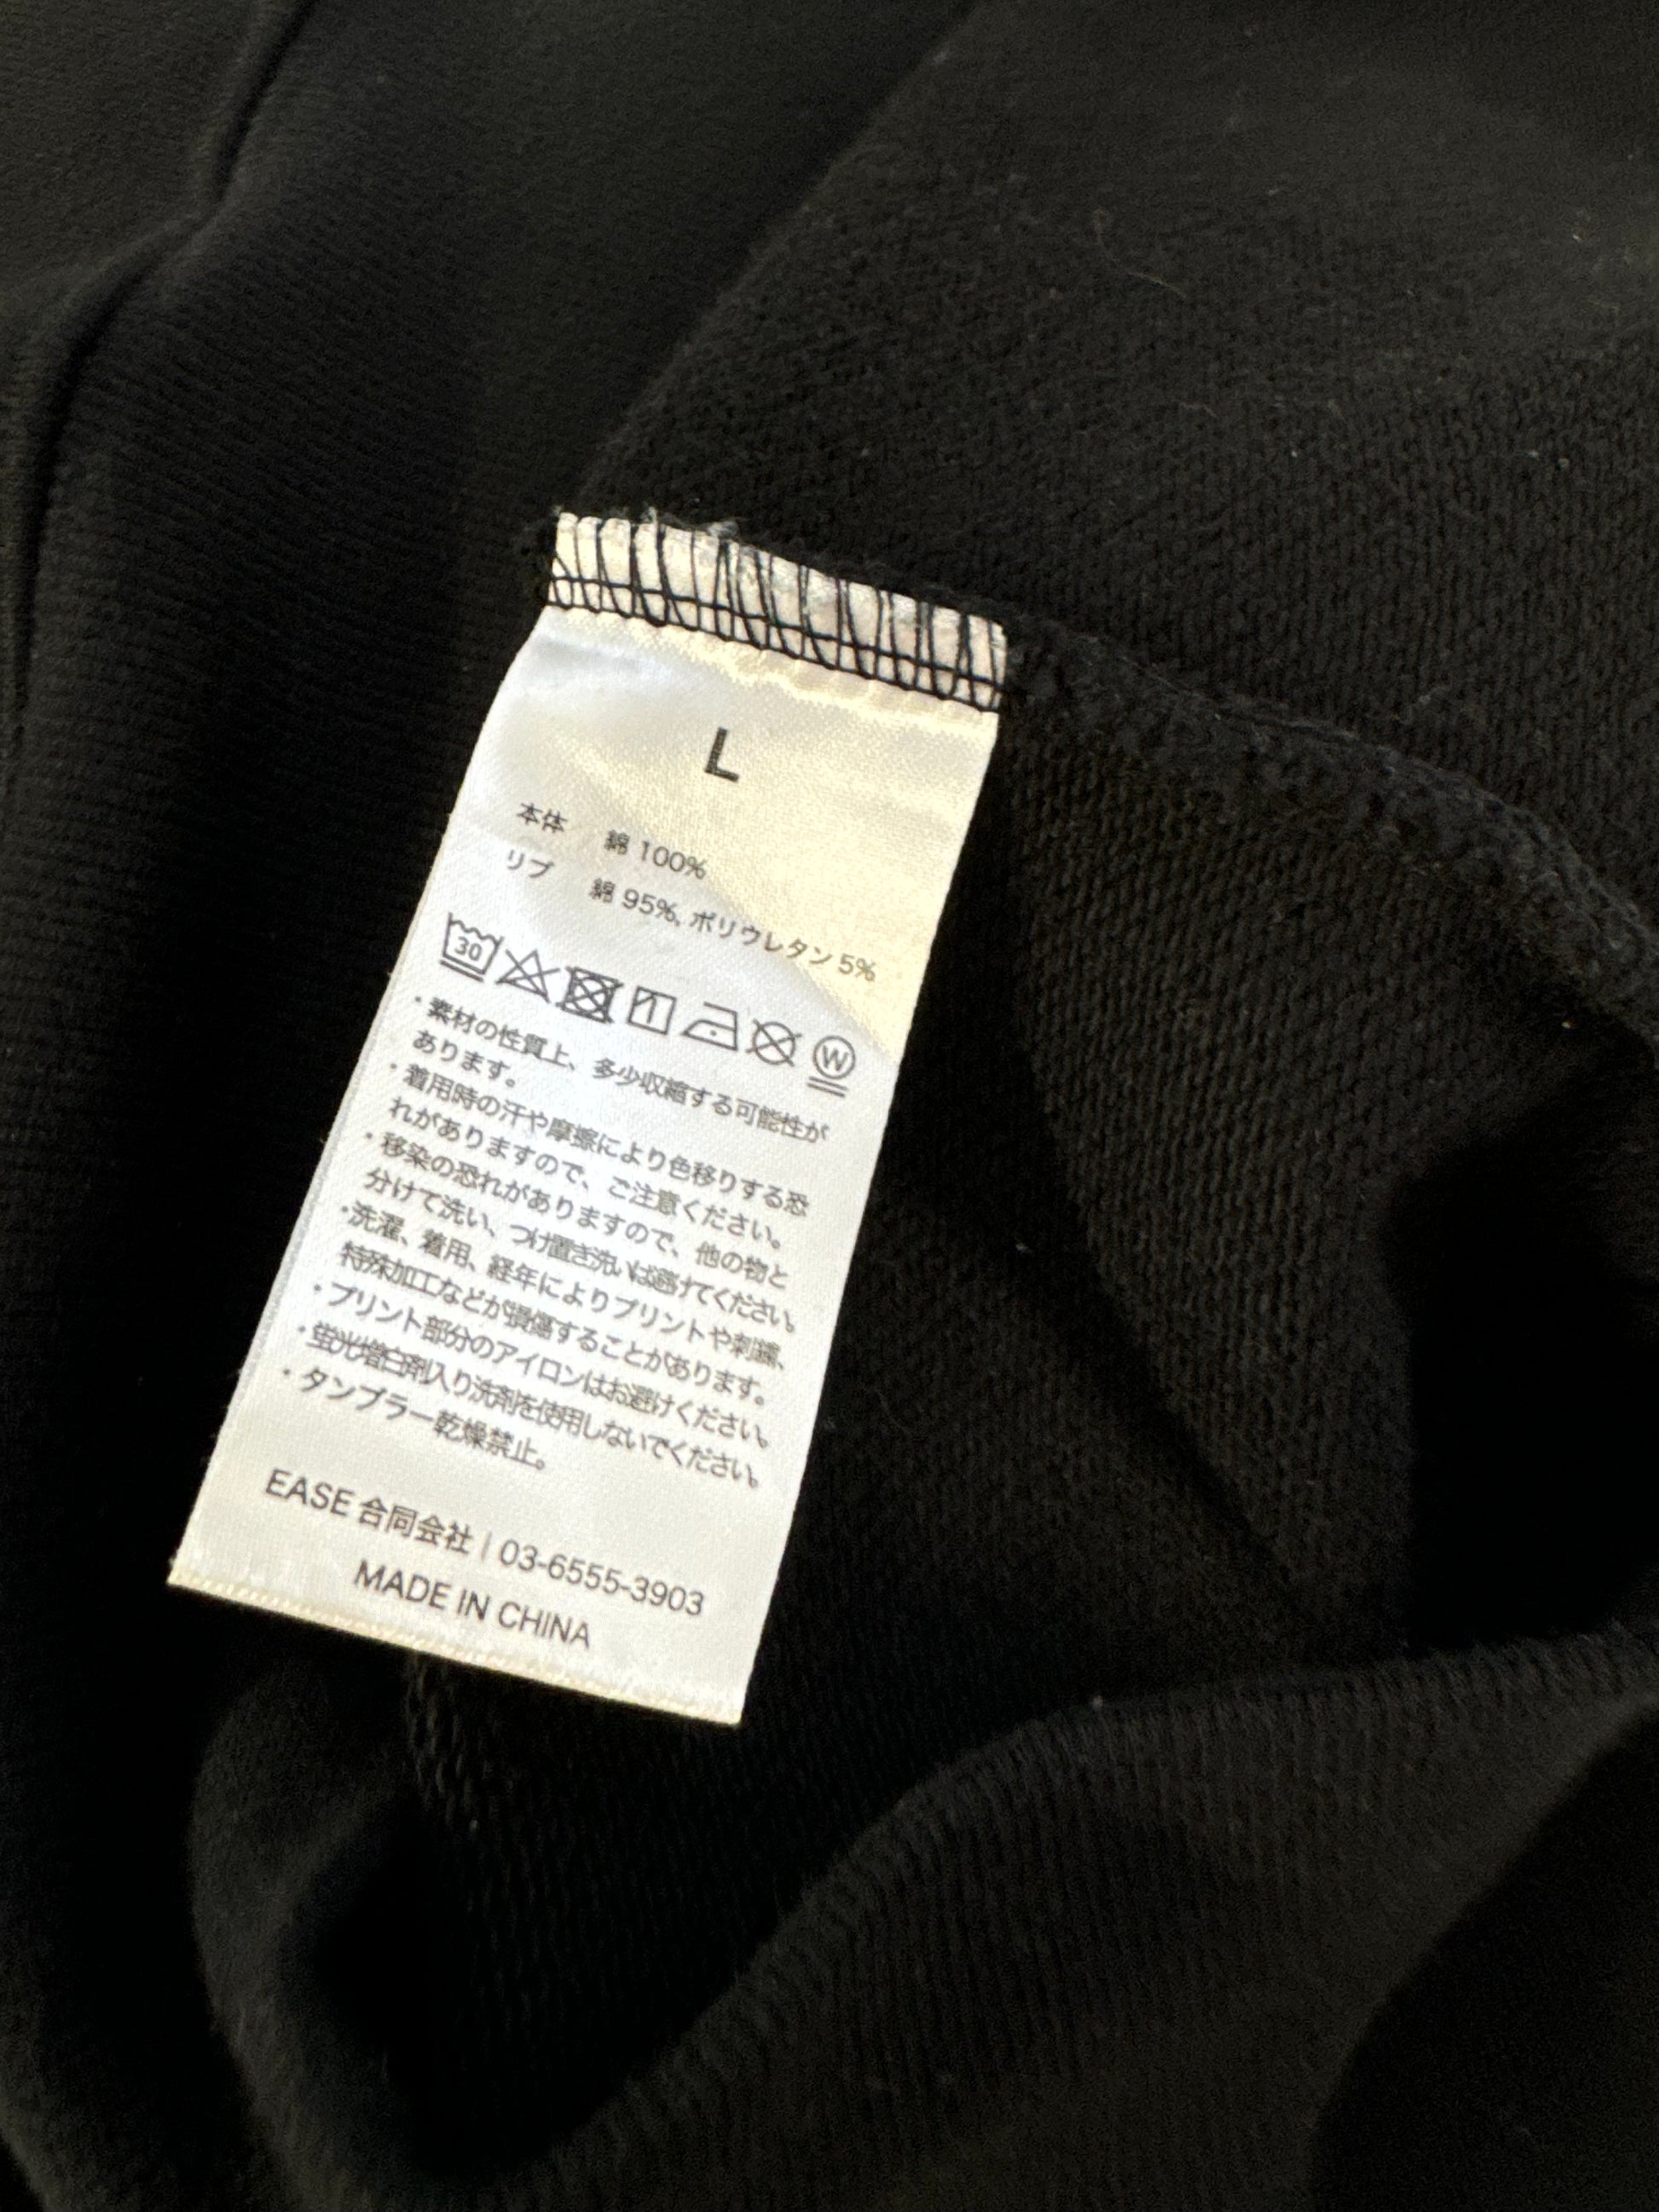 L
本体 綿 100%
リブ 綿 95%, ポリウレタン 5%
30 W
・素材の性質上、多少収縮する可能性が
あります。
・着用時の汗や摩擦により色移りする恐
れがありますので、ご注意ください。
・移染の恐れがありますので、他の物と
分けて洗い、つけ置き洗いは避けてください。
・洗濯、着用、経年によりプリントや刺繍、
特殊加工などが損傷することがあります。
・プリント部分のアイロンはお避けください。
・蛍光増白剤入り洗剤を使用しないでください。
・タンブラー乾燥禁止。
EASE 合同会社 | 03-6555-3903
MADE IN CHINA